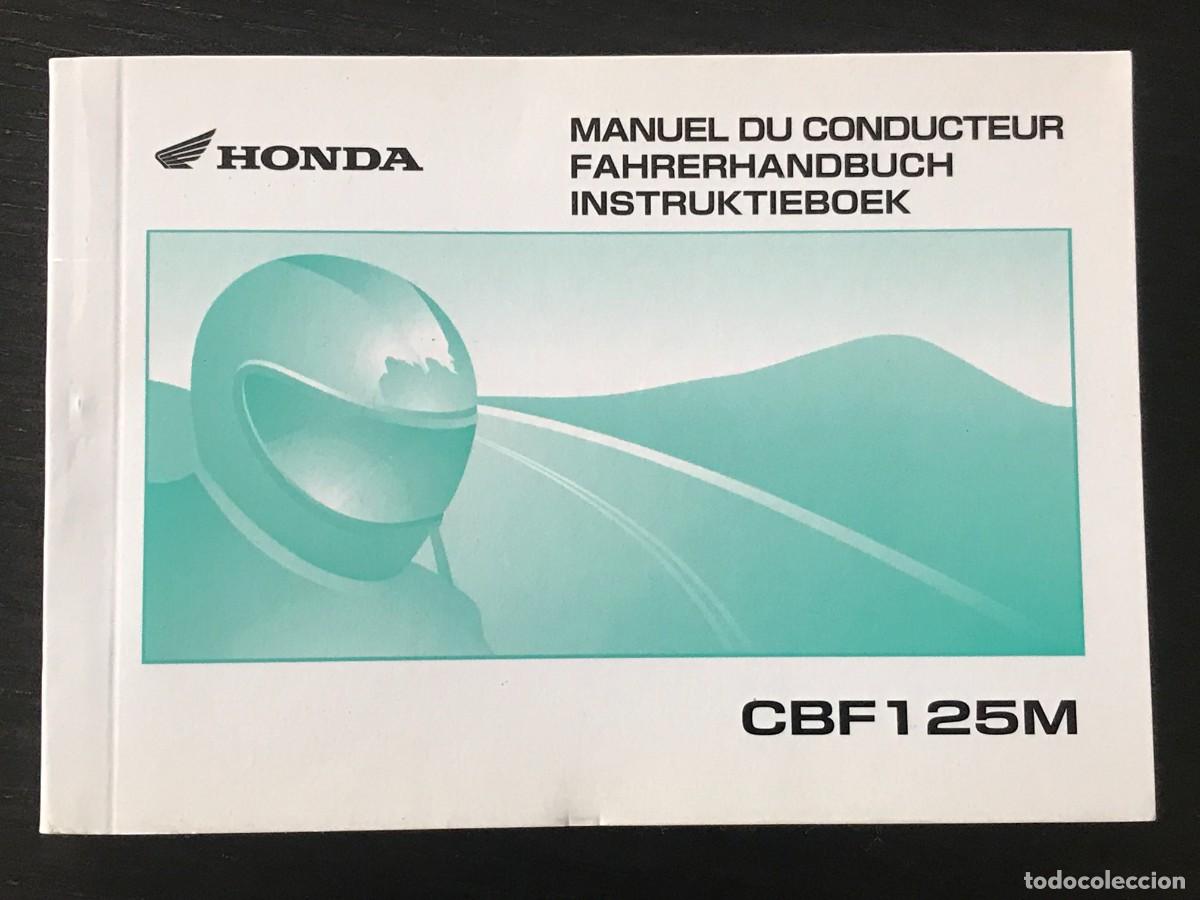 HONDA
MANUEL DU CONDUCTEUR
FAHRERHANDBUCH
INSTRUKTIEBOEK
CBF125M
todocoleccion